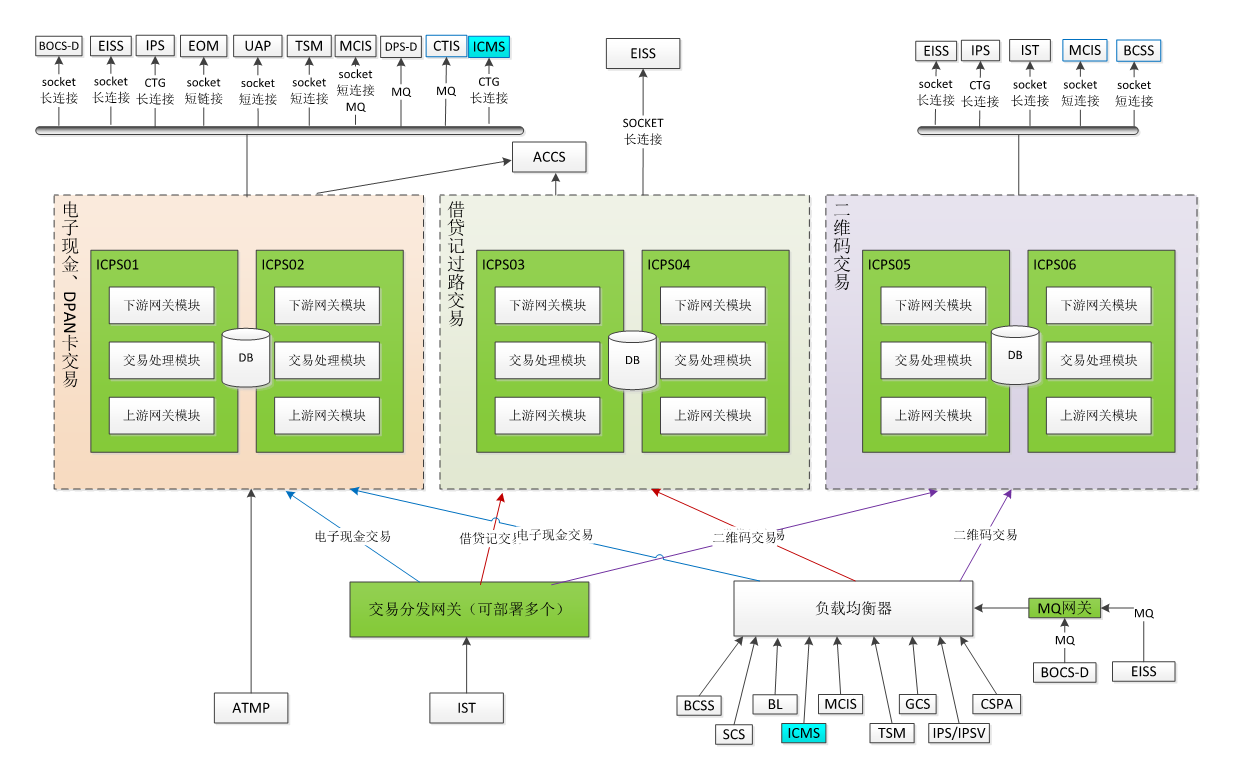 BOCS-D
EISS
IPS
EOM
UAP
TSM
MCIS
DPS-D
CTIS
ICMS
socket
长连接
socket
长连接
CTG
长连接
socket
短链接
socket
短连接
socket
短连接
socket
短连接
MQ
MQ
MQ
CTG
长连接
EISS
SOCKET
长连接
EISS
IPS
IST
MCIS
BCSS
socket
长连接
CTG
长连接
socket
长连接
socket
短连接
socket
短连接
ACCS
电子现金、DPAN卡交易
ICPS01
下游网关模块
交易处理模块
上游网关模块
DB
ICPS02
下游网关模块
交易处理模块
上游网关模块
借贷记过路交易
ICPS03
下游网关模块
交易处理模块
上游网关模块
DB
ICPS04
下游网关模块
交易处理模块
上游网关模块
二维码交易
ICPS05
下游网关模块
交易处理模块
上游网关模块
DB
ICPS06
下游网关模块
交易处理模块
上游网关模块
电子现金交易
借贷记交
电子现金交易
二维码交易
二维码交易
交易分发网关（可部署多个）
负载均衡器
MQ网关
MQ
MQ
BOCS-D
EISS
ATMP
IST
BCSS
SCS
BL
ICMS
MCIS
TSM
GCS
IPS/IPSV
CSPA